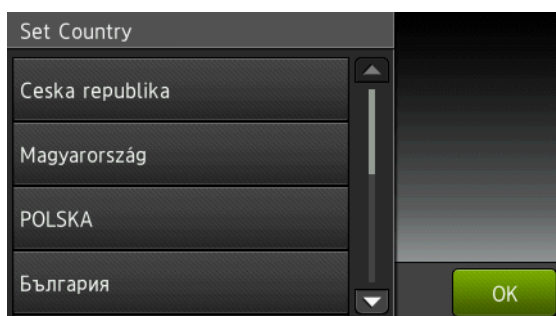 Set Country
Ceska republika
Magyarország
POLSKA
България
OK